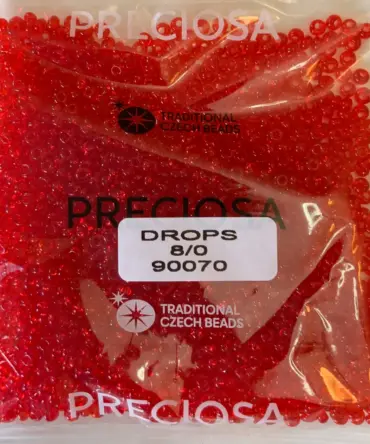 PRECIOSA
TRADITIONAL
CZECH BEADS
PRECIOSA
DROPS
8/0
90070
TRADITIONAL
CZECH BEADS
PRECIOSA